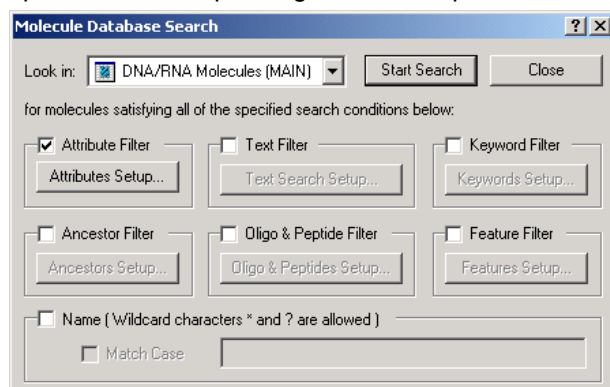 Molecule Database Search
Look in: DNA/RNA Molecules (MAIN) Start Search Close
for molecules satisfying all of the specified search conditions below:
Attribute Filter Text Filter Keyword Filter
Attributes Setup... Text Search Setup... Keywords Setup...
Ancestor Filter Oligo & Peptide Filter Feature Filter
Ancestors Setup... Oligo & Peptides Setup... Features Setup...
Name ( Wildcard characters * and ? are allowed )
Match Case